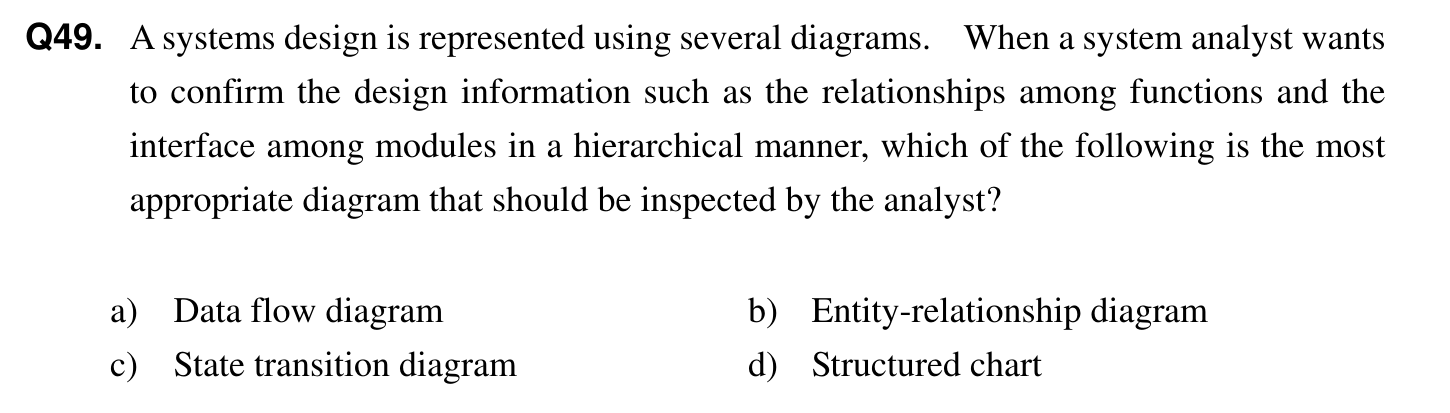 Q49. A systems design is represented using several diagrams. When a system analyst wants
to confirm the design information such as the relationships among functions and the
interface among modules in a hierarchical manner, which of the following is the most
appropriate diagram that should be inspected by the analyst?
a) Data flow diagram b) Entity-relationship diagram
c) State transition diagram d) Structured chart